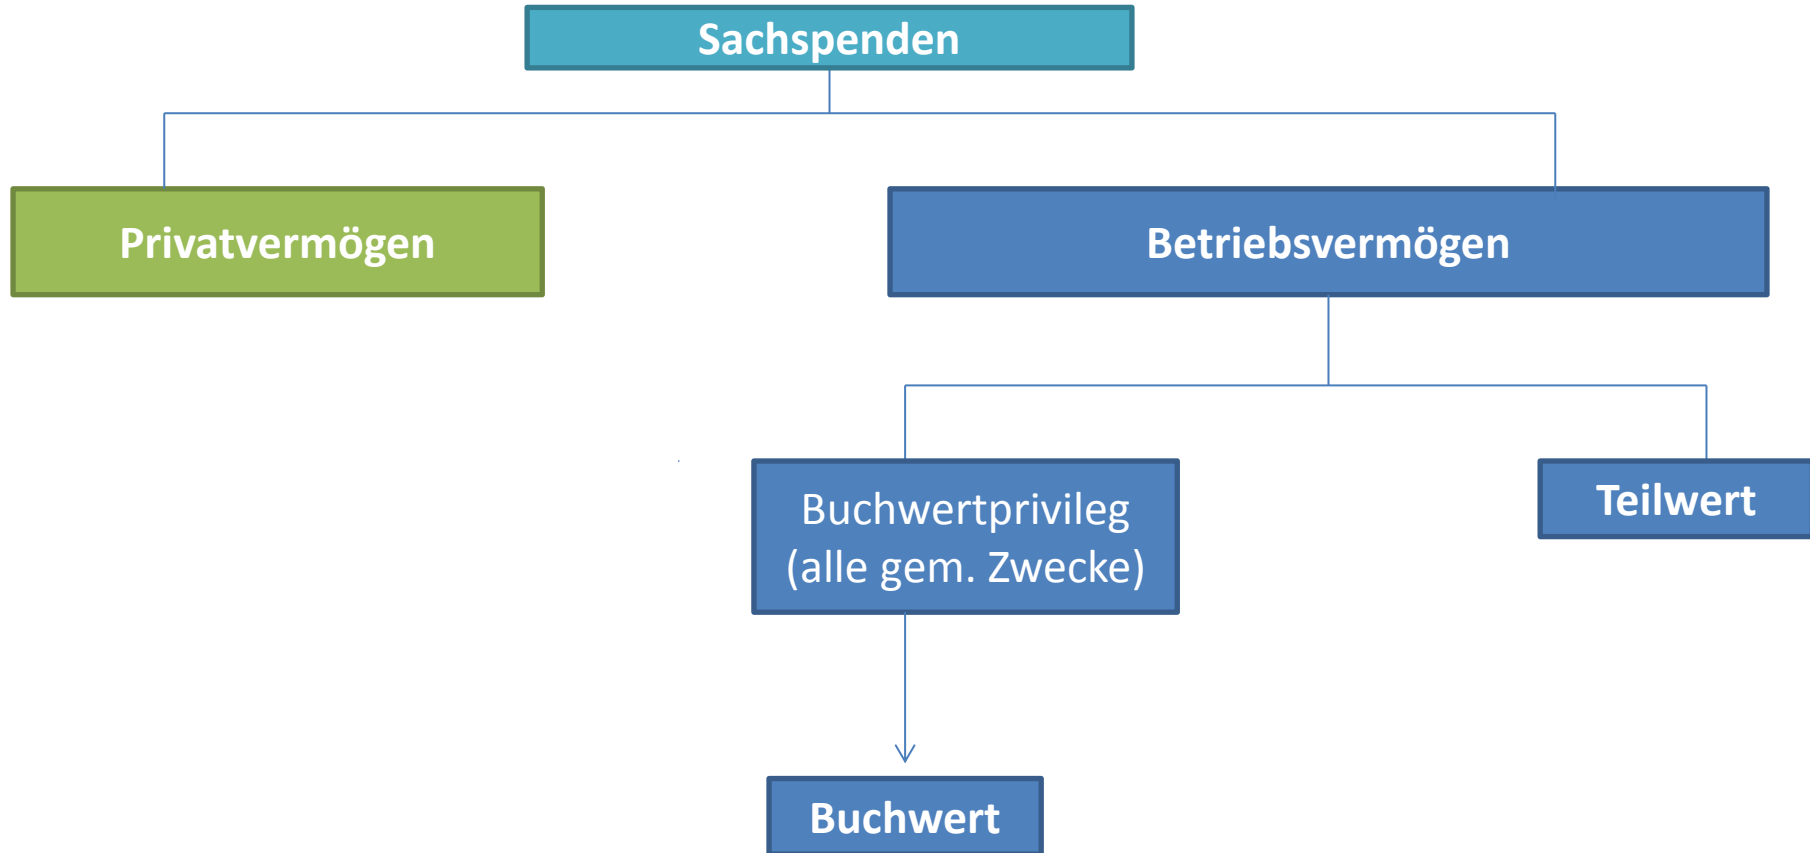 Sachspenden
Privatvermögen
Betriebsvermögen
Buchwertprivileg
(alle gem. Zwecke)
Teilwert
Buchwert